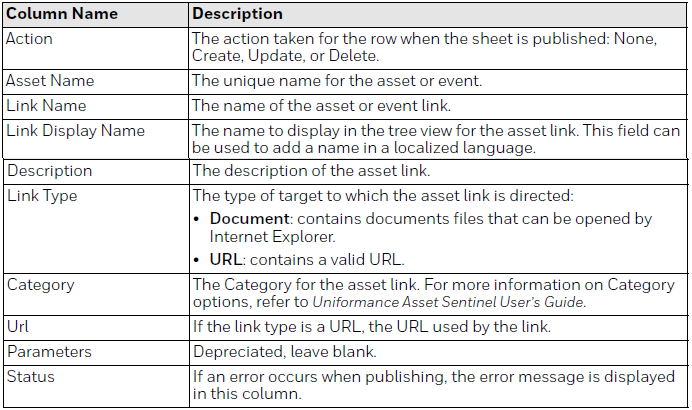 Column Name Description
Action The action taken for the row when the sheet is published: None,
Create, Update, or Delete.
Asset Name The unique name for the asset or event.
Link Name The name of the asset or event link.
Link Display Name The name to display in the tree view for the asset link. This field can
be used to add a name in a localized language.
Description The description of the asset link.
Link Type The type of target to which the asset link is directed:
• Document: contains documents files that can be opened by
Internet Explorer.
• URL: contains a valid URL.
Category The Category for the asset link. For more information on Category
options, refer to Uniformance Asset Sentinel User's Guide.
Url If the link type is a URL, the URL used by the link.
Parameters Depreciated, leave blank.
Status If an error occurs when publishing, the error message is displayed
in this column.